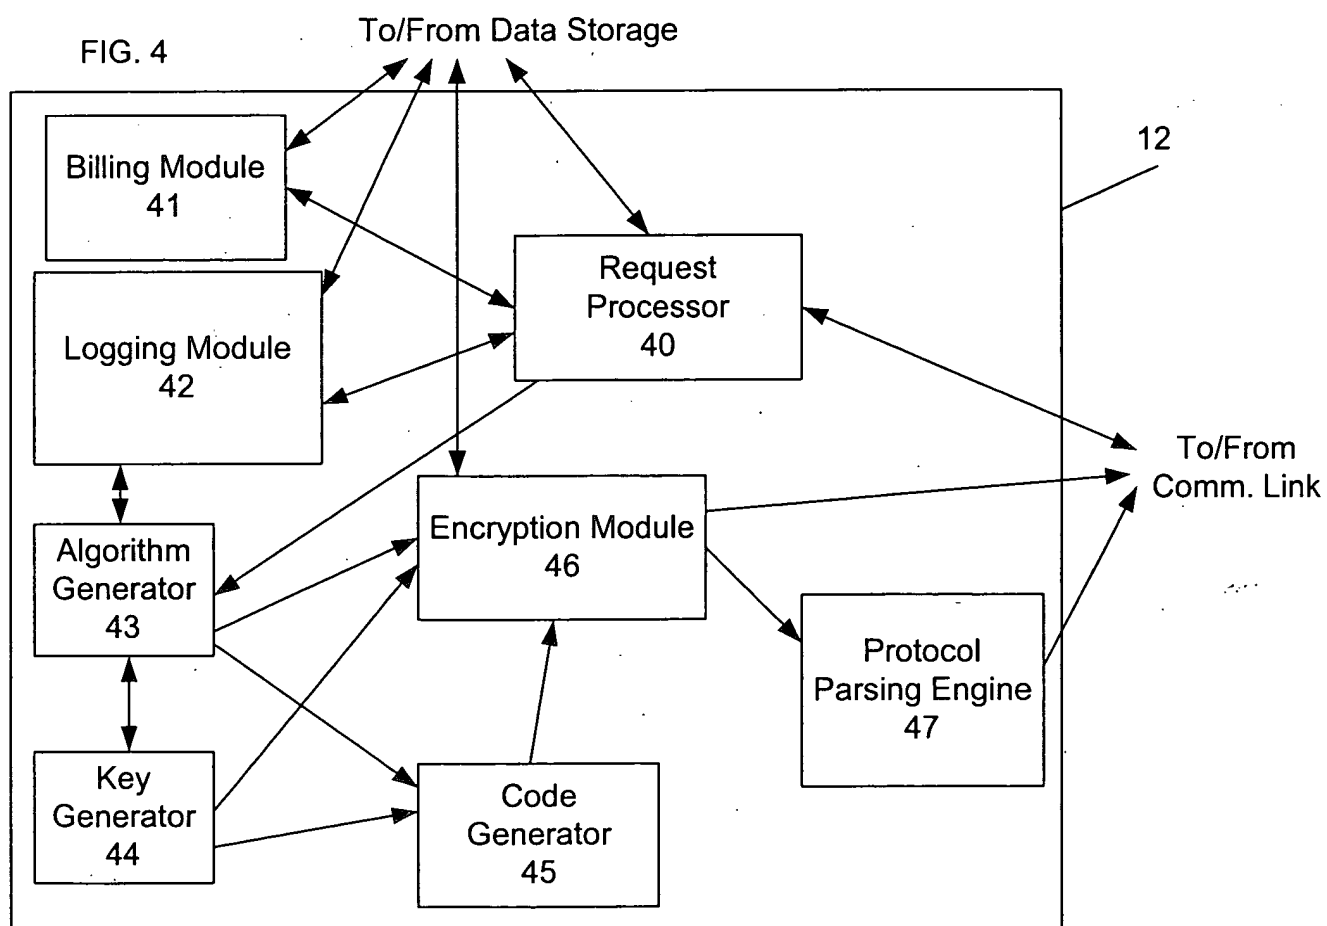 To/From Data Storage
FIG. 4
12
Billing Module
41
Request
Processor
40
Logging Module
42
To/From
Comm. Link
Encryption Module
46
Algorithm
Generator
43
Protocol
Parsing Engine
47
Key
Generator
44
Code
Generator
45